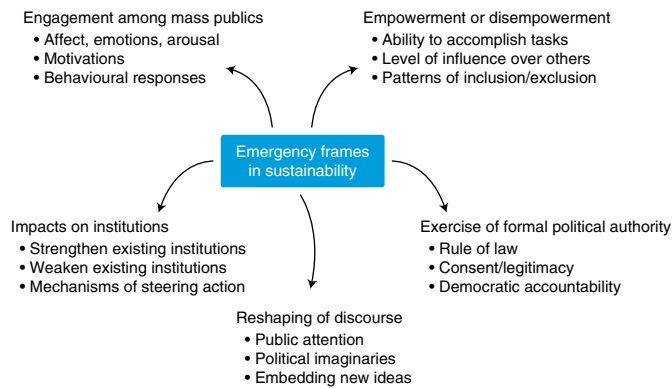 Engagement among mass publics
• Affect, emotions, arousal
• Motivations
• Behavioural responses
Empowerment or disempowerment
• Ability to accomplish tasks
• Level of influence over others
• Patterns of inclusion/exclusion
Emergency frames
in sustainability
Impacts on institutions
• Strengthen existing institutions
• Weaken existing institutions
• Mechanisms of steering action
Exercise of formal political authority
• Rule of law
• Consent/legitimacy
• Democratic accountability
Reshaping of discourse
• Public attention
• Political imaginaries
• Embedding new ideas